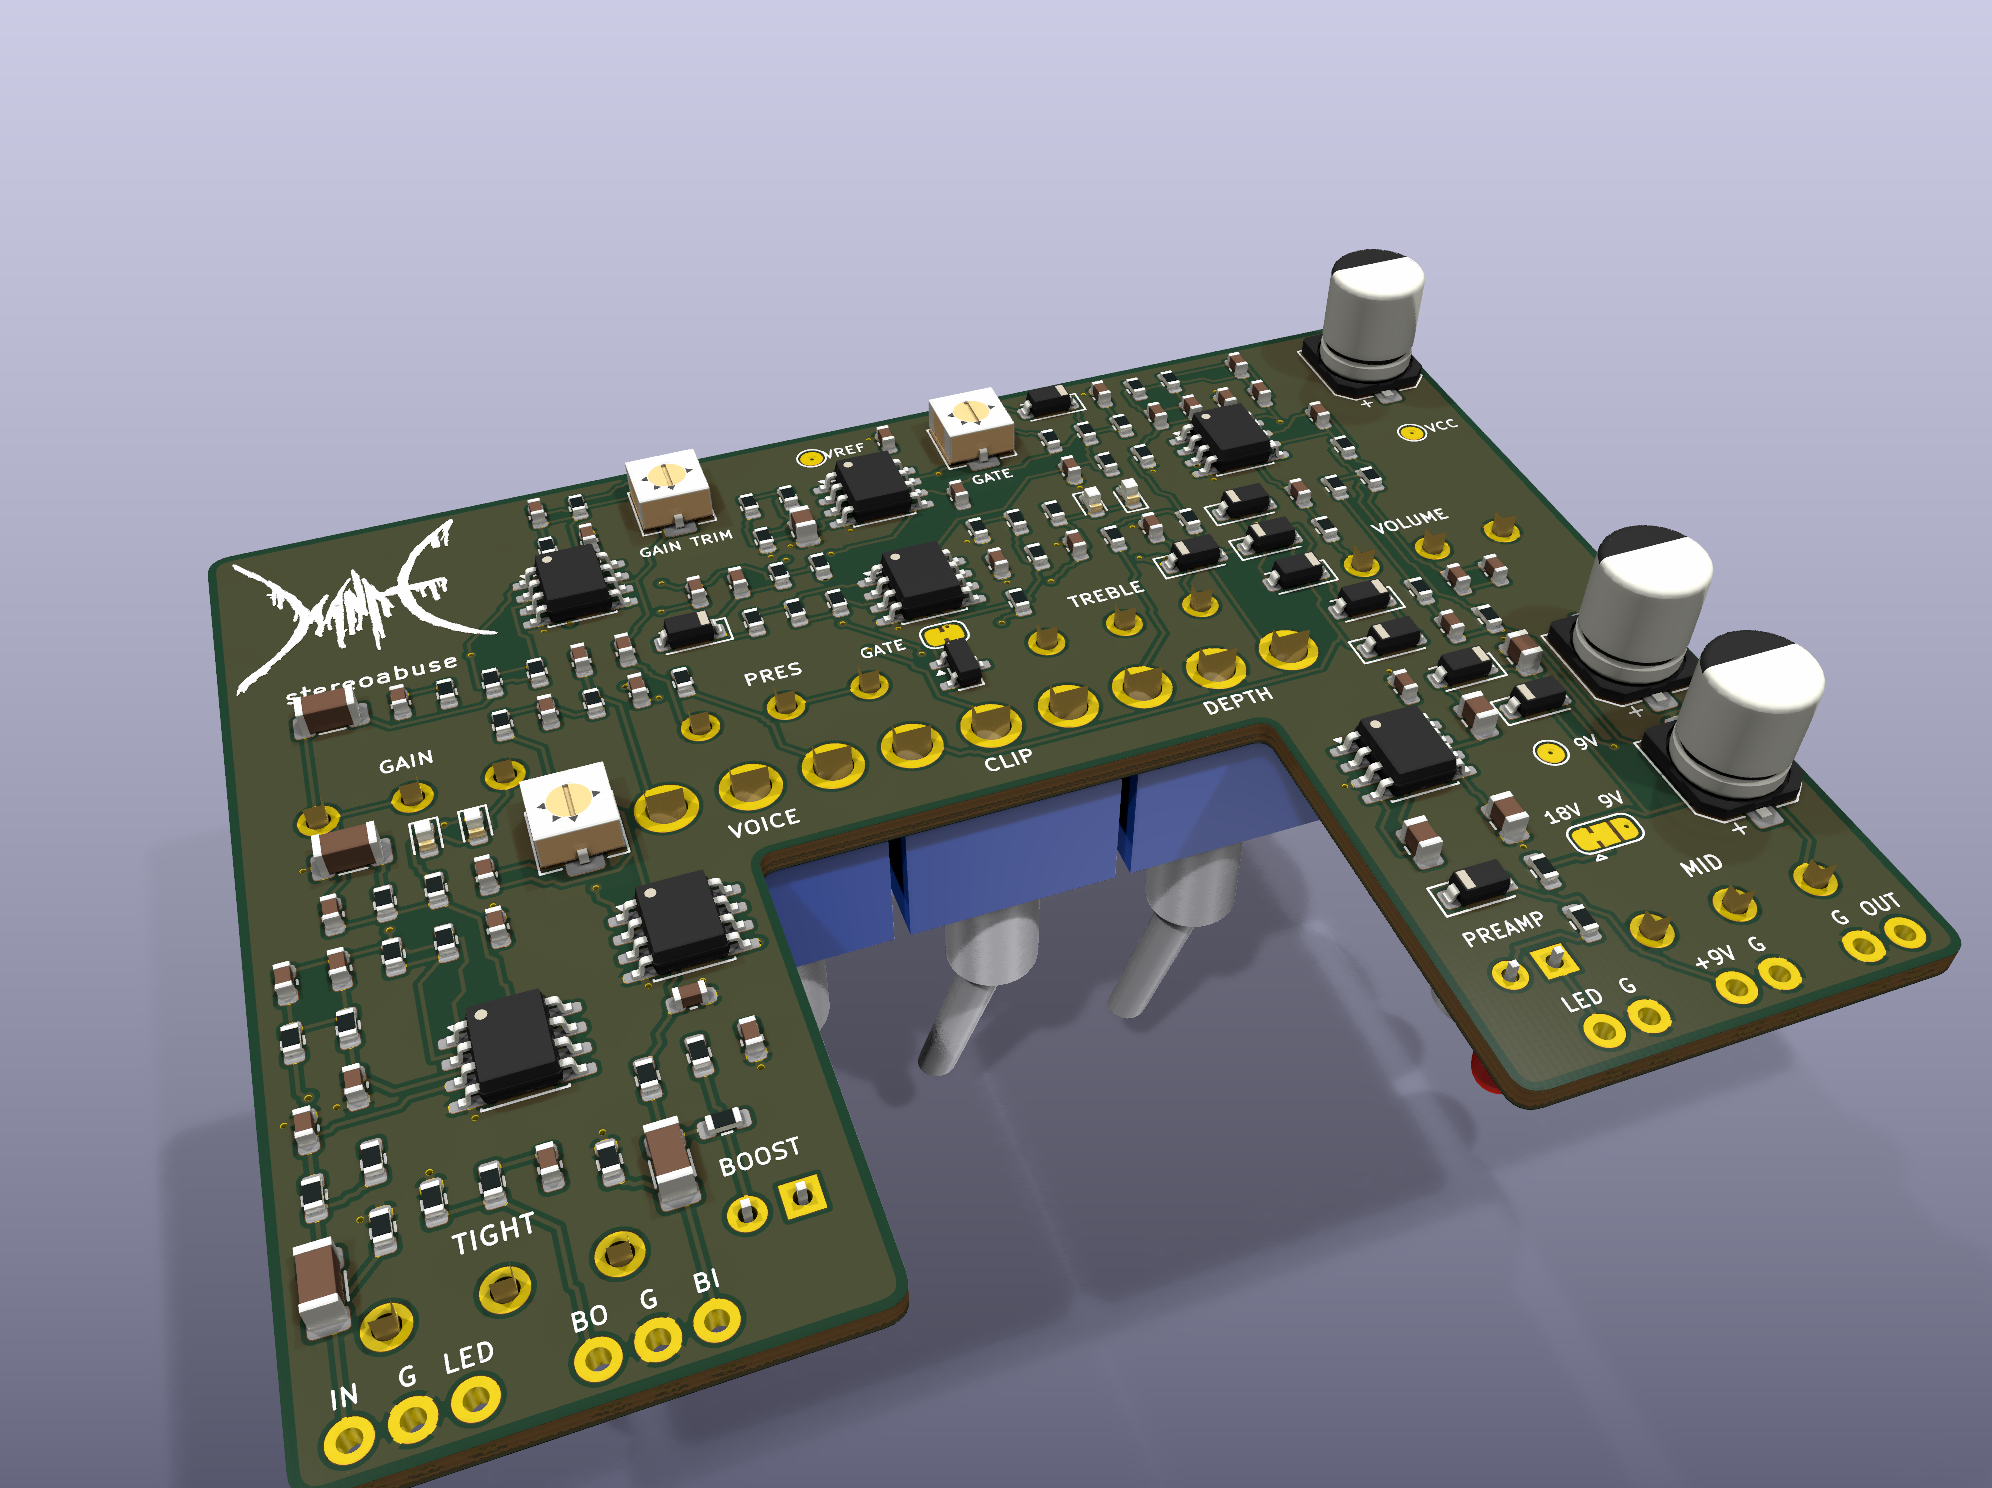 VCC
VREF
GATE
GAIN TRIM
VOLUME
TREBLE
stereoabuse
GATE
PRES
DEPTH
GAIN
CLIP
VOICE
9V
18V 9V
MID
PREAMP
G OUT
+9V G
LED G
BOOST
TIGHT
BO G BI
IN G LED